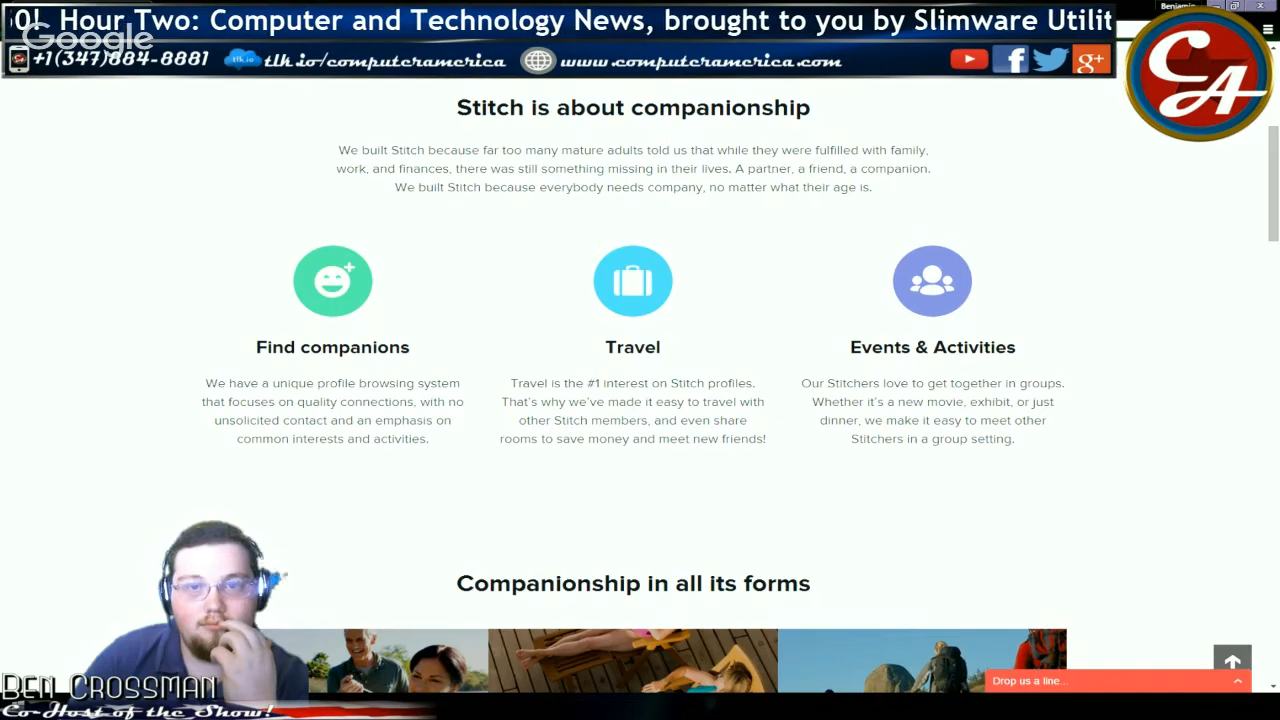 Benjamin
0L Hour Two: Computer and Technology News, brought to you by Slimware Utilit
Google
+1(347)884-8881 tlk.io tlk.io/computeramerica www.computeramerica.com f g+
CA
Stitch is about companionship
We built Stitch because far too many mature adults told us that while they were fulfilled with family,
work, and finances, there was still something missing in their lives. A partner, a friend, a companion.
We built Stitch because everybody needs company, no matter what their age is.
Find companions
We have a unique profile browsing system
that focuses on quality connections, with no
unsolicited contact and an emphasis on
common interests and activities.
Travel
Travel is the #1 interest on Stitch profiles.
That's why we've made it easy to travel with
other Stitch members, and even share
rooms to save money and meet new friends!
Events & Activities
Our Stitchers love to get together in groups.
Whether it's a new movie, exhibit, or just
dinner, we make it easy to meet other
Stitchers in a group setting.
Companionship in all its forms
Drop us a line...
Ben Crossman
Co-Host of the Show!